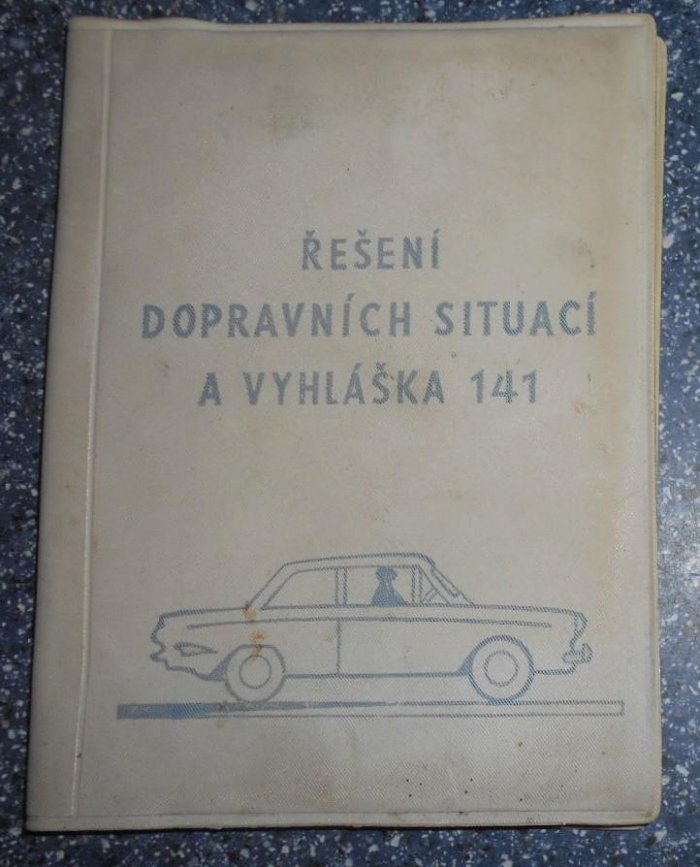 ŘEŠENÍ
DOPRAVNÍCH SITUACÍ
A VYHLÁŠKA 141